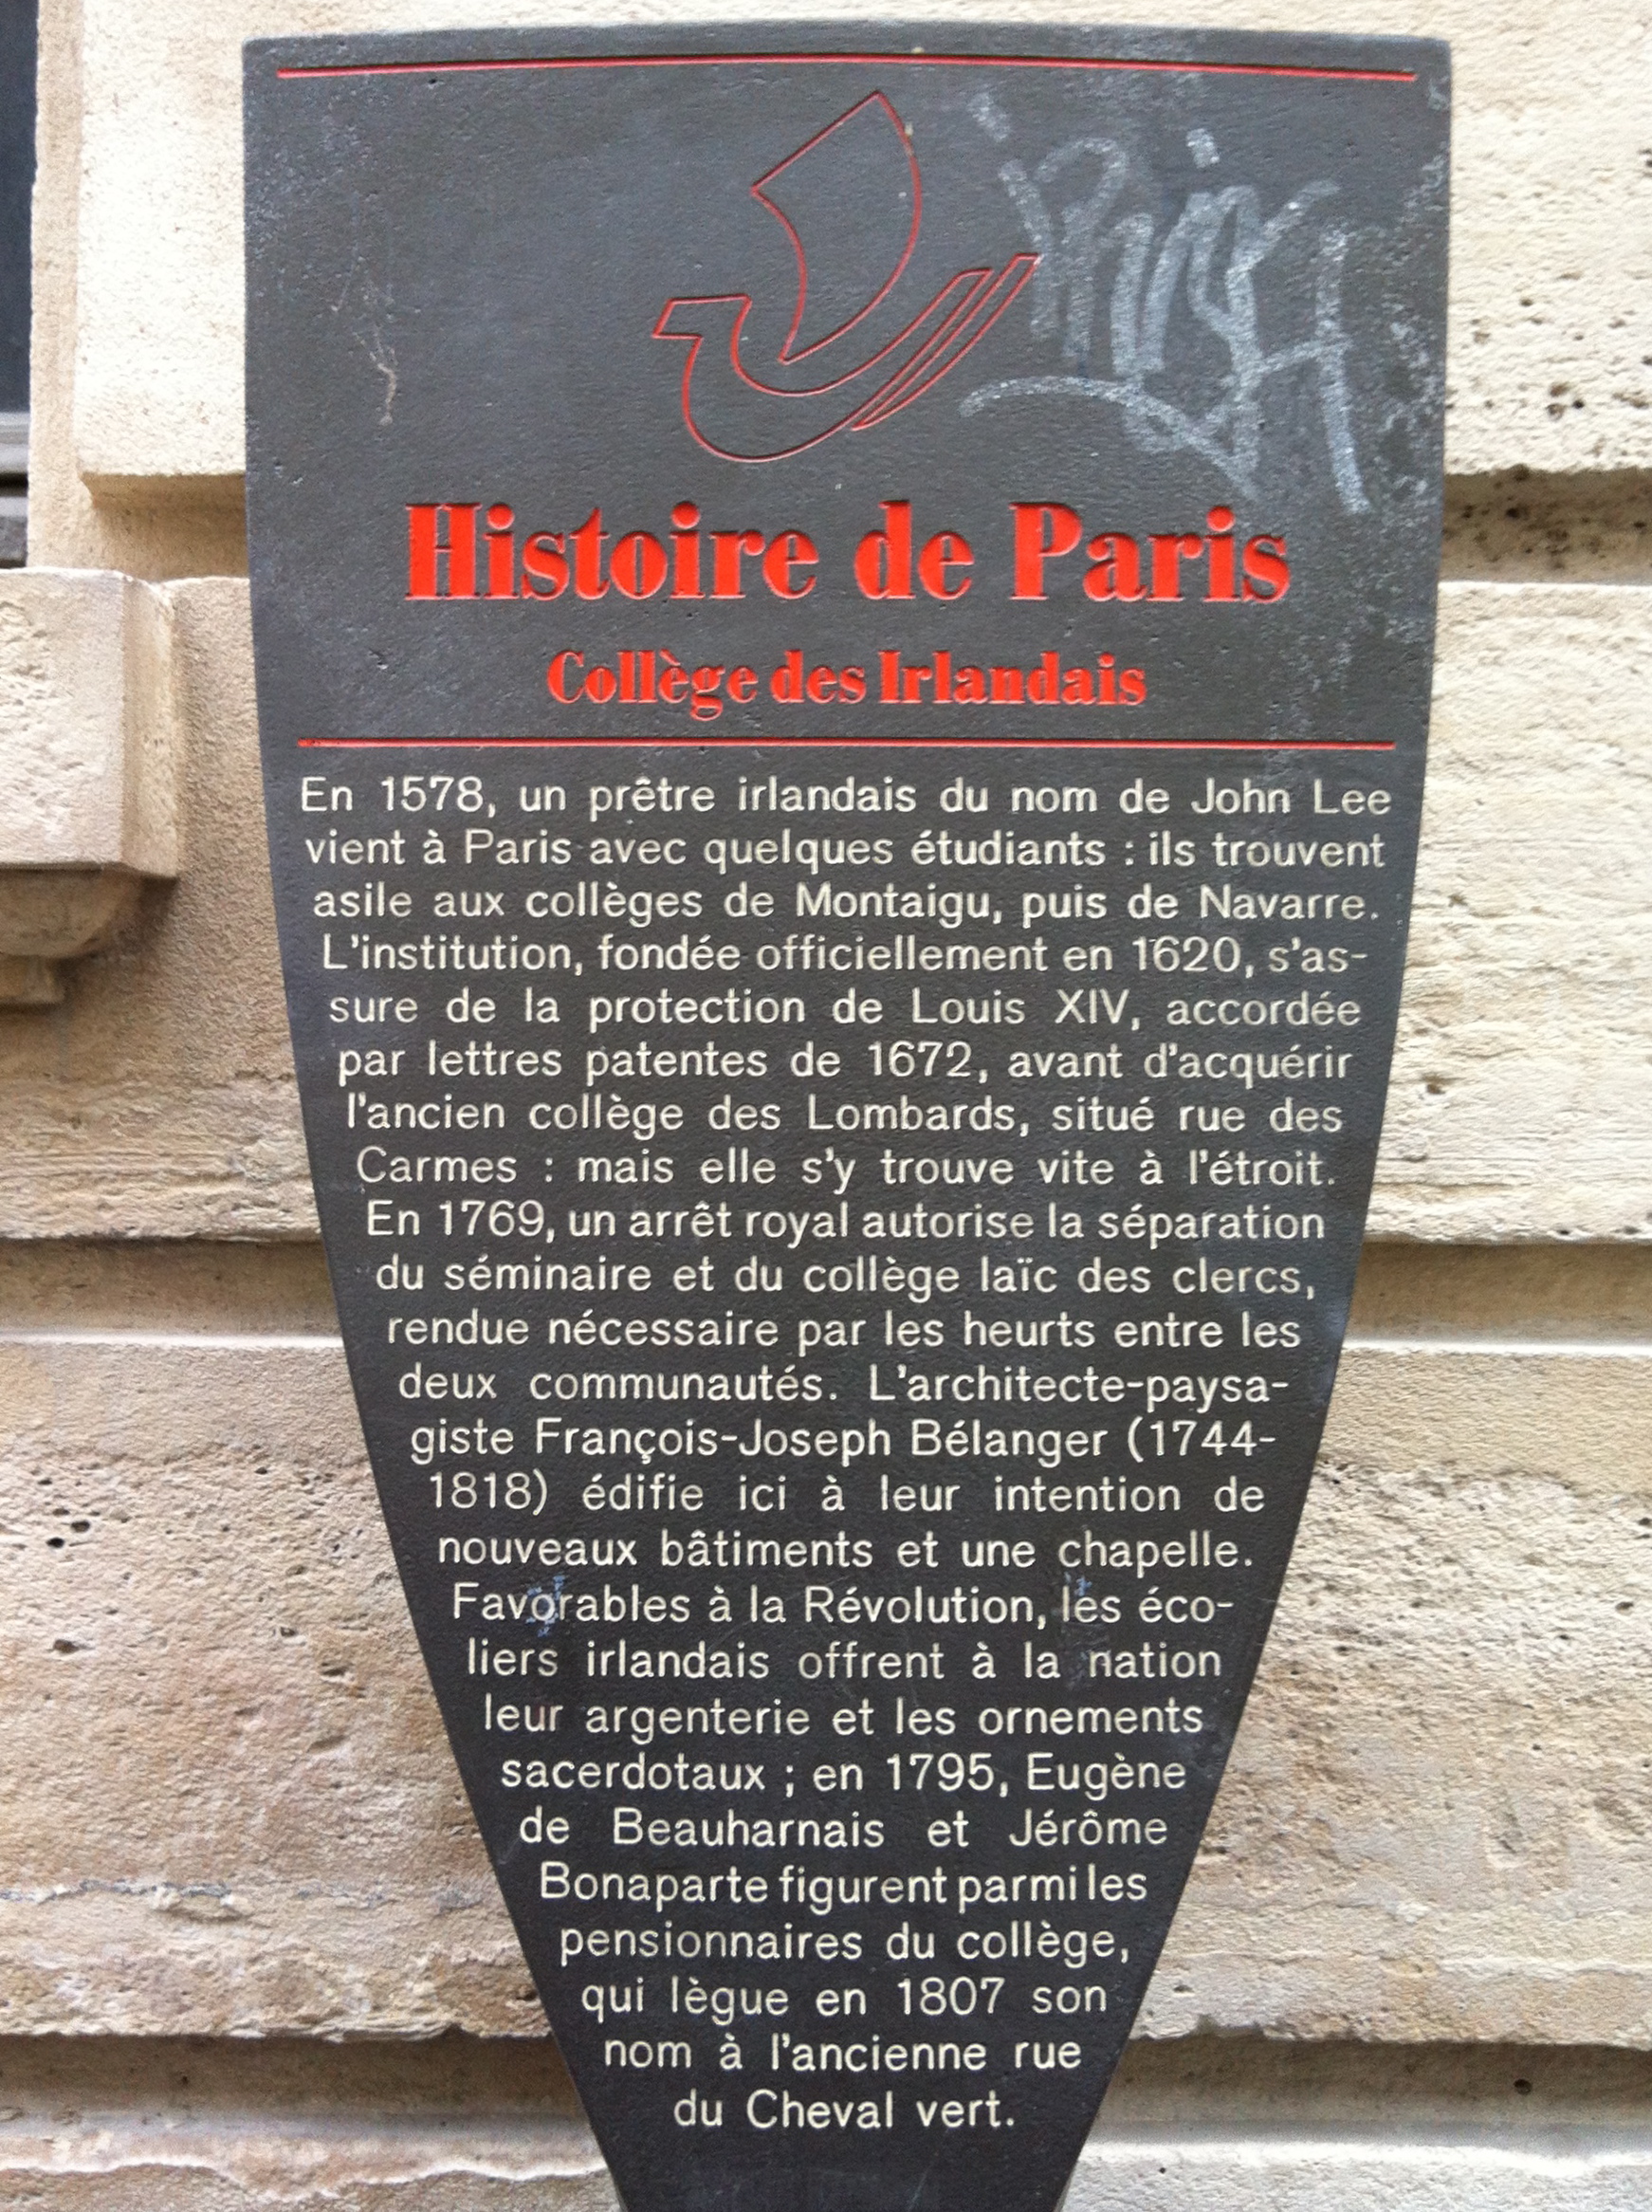 Histoire de Paris
Collège des Irlandais
En 1578, un prêtre irlandais du nom de John Lee
vient à Paris avec quelques étudiants : ils trouvent
asile aux collèges de Montaigu, puis de Navarre.
L'institution, fondée officiellement en 1620, s'as-
sure de la protection de Louis XIV, accordée
par lettres patentes de 1672, avant d'acquérir
l'ancien collège des Lombards, situé rue des
Carmes : mais elle s'y trouve vite à l'étroit.
En 1769, un arrêt royal autorise la séparation
du séminaire et du collège laïc des clercs,
rendue nécessaire par les heurts entre les
deux communautés. L'architecte-paysa-
giste François-Joseph Bélanger (1744-
1818) édifie ici à leur intention de
nouveaux bâtiments et une chapelle.
Favorables à la Révolution, les éco-
liers irlandais offrent à la nation
leur argenterie et les ornements
sacerdotaux ; en 1795, Eugène
de Beauharnais et Jérôme
Bonaparte figurent parmi les
pensionnaires du collège,
qui lègue en 1807 son
nom à l'ancienne rue
du Cheval vert.